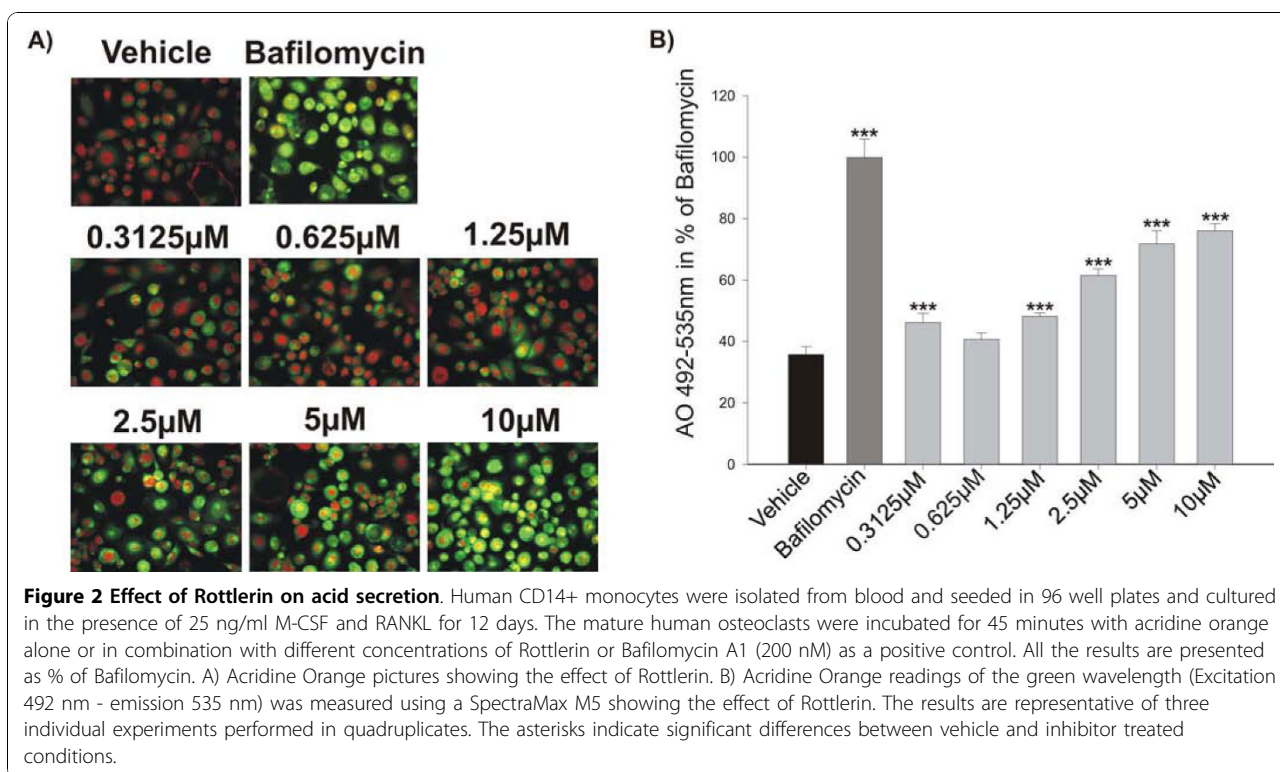 A)
Vehicle Bafilomycin
0.3125µM 0.625µM 1.25µM
2.5µM 5µM 10µM
B)
AO 492-535nm in % of Bafilomycin
120
100
80
60
40
20
0
***
***
***
***
***
***
Vehicle
Bafilomycin
0.3125µM
0.625µM
1.25µM
2.5µM
5µM
10µM
Figure 2 Effect of Rottlerin on acid secretion. Human CD14+ monocytes were isolated from blood and seeded in 96 well plates and cultured
in the presence of 25 ng/ml M-CSF and RANKL for 12 days. The mature human osteoclasts were incubated for 45 minutes with acridine orange
alone or in combination with different concentrations of Rottlerin or Bafilomycin A1 (200 nM) as a positive control. All the results are presented
as % of Bafilomycin. A) Acridine Orange pictures showing the effect of Rottlerin. B) Acridine Orange readings of the green wavelength (Excitation
492 nm - emission 535 nm) was measured using a SpectraMax M5 showing the effect of Rottlerin. The results are representative of three
individual experiments performed in quadruplicates. The asterisks indicate significant differences between vehicle and inhibitor treated
conditions.